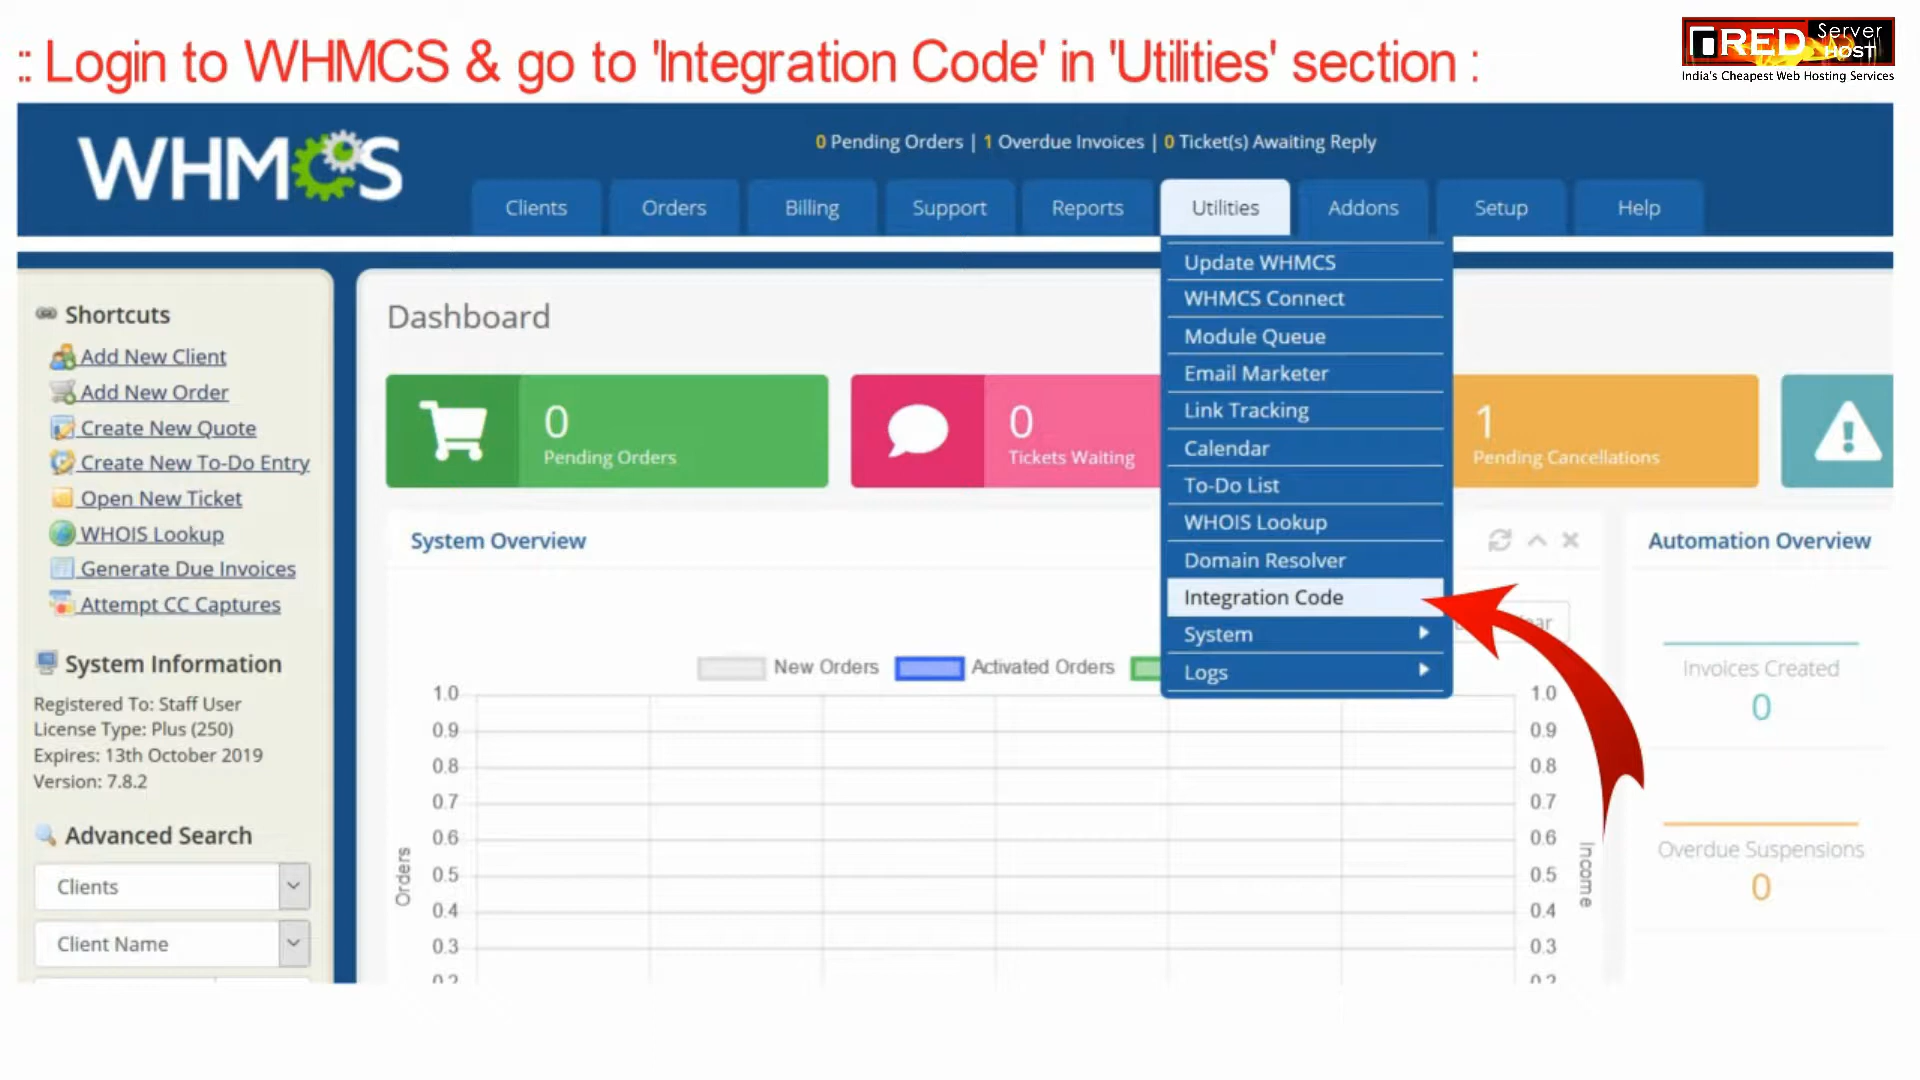 :: Login to WHMCS & go to 'Integration Code' in 'Utilities' section :
RED Server HOST
India's Cheapest Web Hosting Services
WHMCS
0 Pending Orders | 1 Overdue Invoices | 0 Ticket(s) Awaiting Reply
Clients Orders Billing Support Reports Utilities Addons Setup Help
Update WHMCS
WHMCS Connect
Module Queue
Email Marketer
Link Tracking
Calendar
To-Do List
WHOIS Lookup
Domain Resolver
Integration Code
System
Logs
Shortcuts
Add New Client
Add New Order
Create New Quote
Create New To-Do Entry
Open New Ticket
WHOIS Lookup
Generate Due Invoices
Attempt CC Captures
System Information
Registered To: Staff User
License Type: Plus (250)
Expires: 13th October 2019
Version: 7.8.2
Advanced Search
Clients
Client Name
Dashboard
0
Pending Orders
0
Tickets Waiting
1
Pending Cancellations
System Overview
New Orders Activated Orders
1.0 1.0
0.9 0.9
0.8 0.8
0.7 0.7
0.6 0.6
0.5 0.5
0.4 0.4
0.3 0.3
0.2 0.2
Orders
Income
Automation Overview
Invoices Created
0
Overdue Suspensions
0